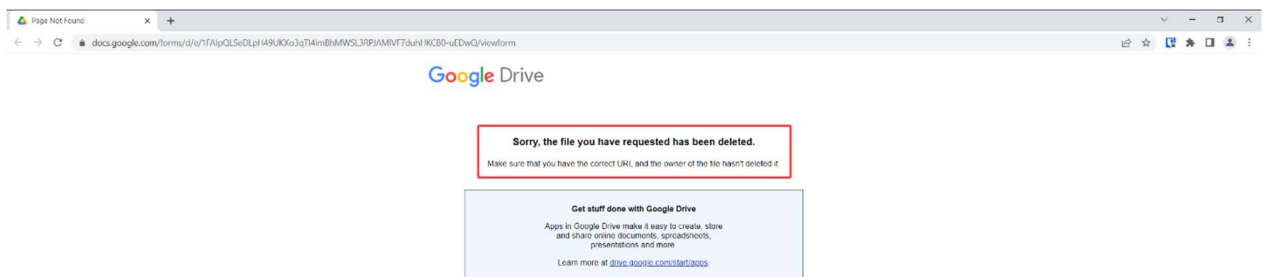 Page Not Found
docs.google.com/forms/d/e/
/viewform
Google Drive
Sorry, the file you have requested has been deleted.
Make sure that you have the correct URL and the owner of the file hasn't deleted it.
Get stuff done with Google Drive
Apps in Google Drive make it easy to create, store
and share online documents, spreadsheets,
presentations and more
Learn more at drive.google.com/start/apps.